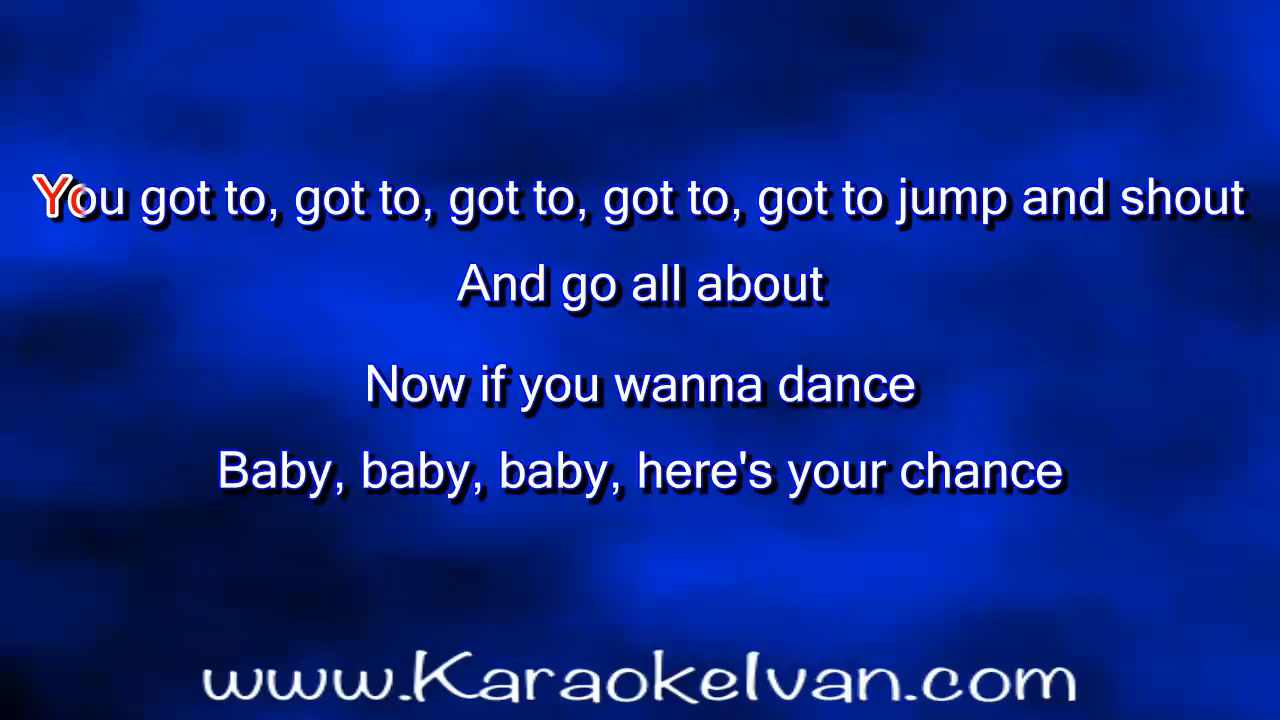 You got to, got to, got to, got to, got to jump and shout
And go all about
Now if you wanna dance
Baby, baby, baby, here's your chance
www.KaraokeIvan.com